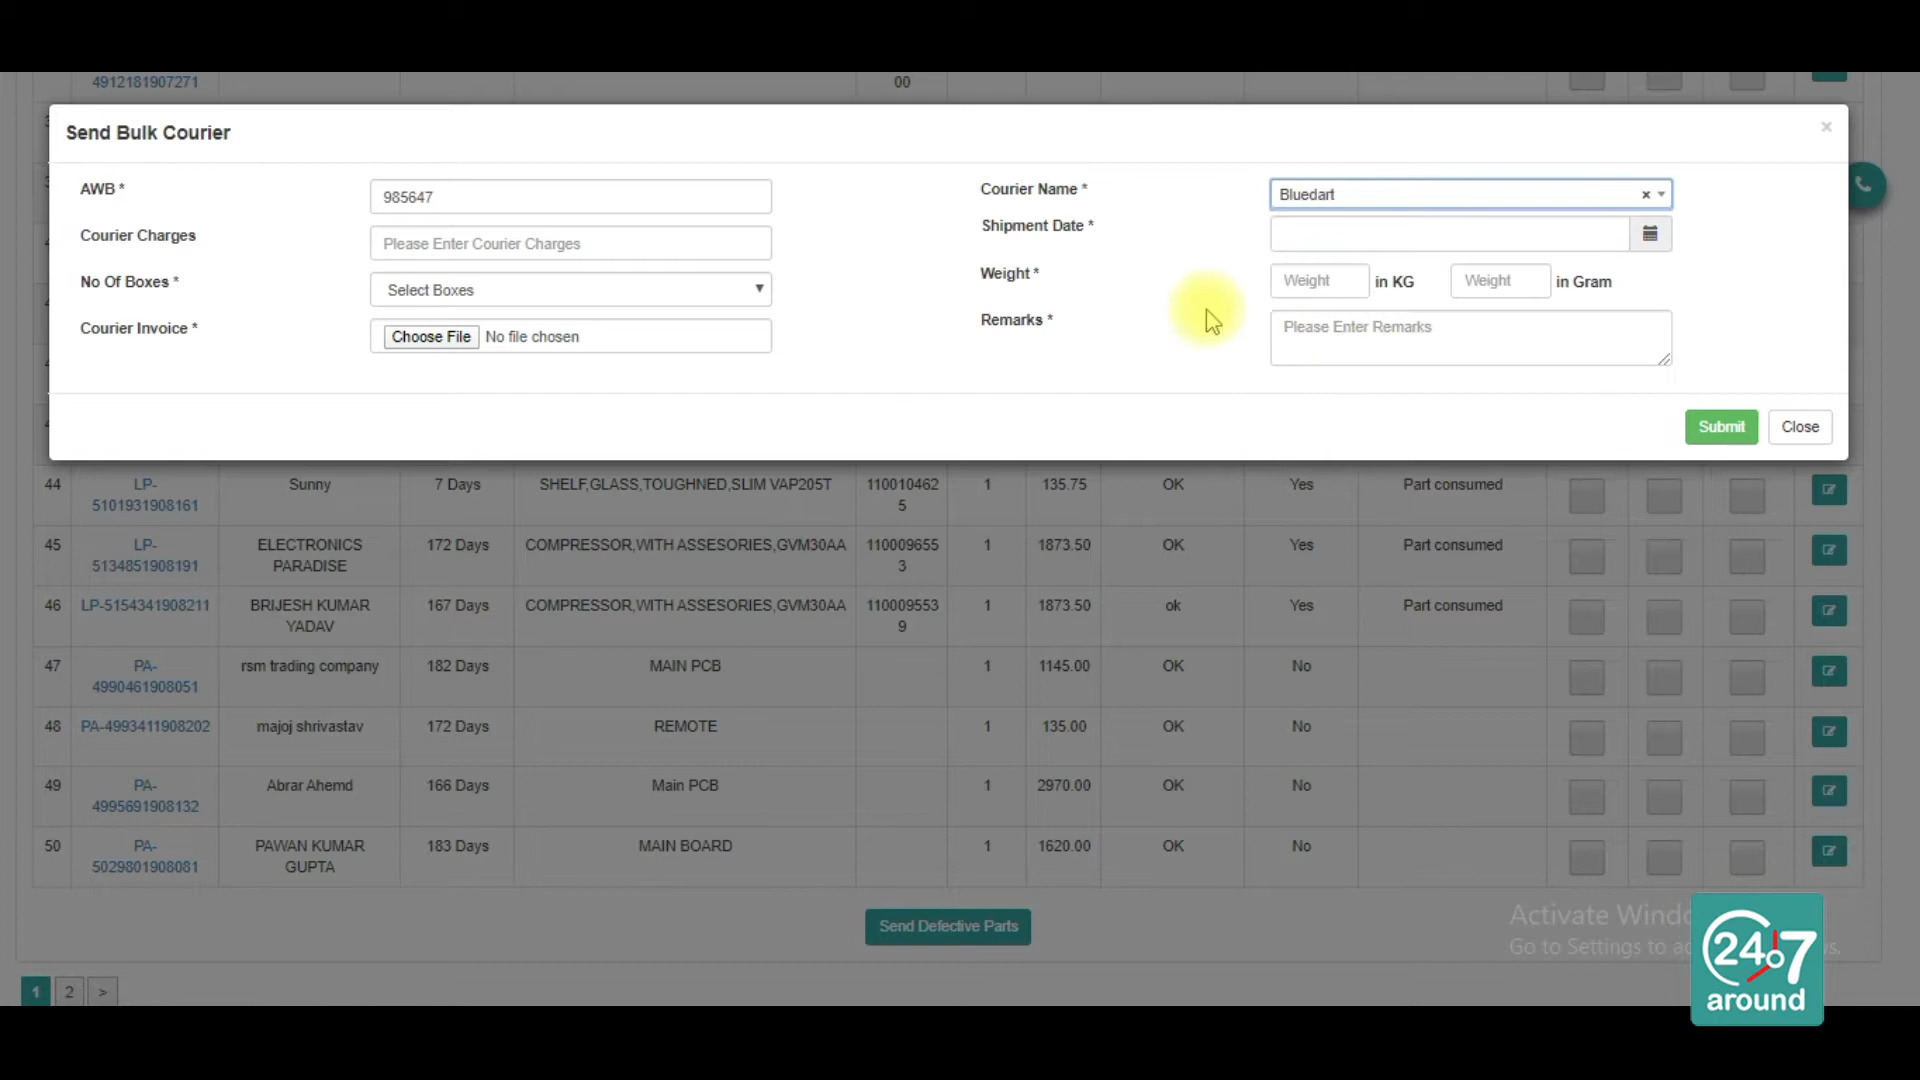 4912181907271 00
Send Bulk Courier ×
AWB * 985647 Courier Name * Bluedart ×
Courier Charges Please Enter Courier Charges Shipment Date *
No Of Boxes * Select Boxes Weight * Weight in KG Weight in Gram
Courier Invoice * Choose File No file chosen Remarks * Please Enter Remarks
Submit Close
44 LP- Sunny 7 Days SHELF,GLASS,TOUGHNED,SLIM VAP205T 110010462 1 135.75 OK Yes Part consumed
5101931908161 5
45 LP- ELECTRONICS 172 Days COMPRESSOR,WITH ASSESORIES,GVM30AA 110009655 1 1873.50 OK Yes Part consumed
5134851908191 PARADISE 3
46 LP-5154341908211 BRIJESH KUMAR 167 Days COMPRESSOR,WITH ASSESORIES,GVM30AA 110009553 1 1873.50 ok Yes Part consumed
YADAV 9
47 PA- rsm trading company 182 Days MAIN PCB 1 1145.00 OK No
4990461908051
48 PA-4993411908202 majoj shrivastav 172 Days REMOTE 1 135.00 OK No
49 PA- Abrar Ahemd 166 Days Main PCB 1 2970.00 OK No
4995691908132
50 PA- PAWAN KUMAR 183 Days MAIN BOARD 1 1620.00 OK No
5029801908081 GUPTA
Send Defective Parts
Activate Windo
Go to Settings to ac
24x7
around
1 2 >